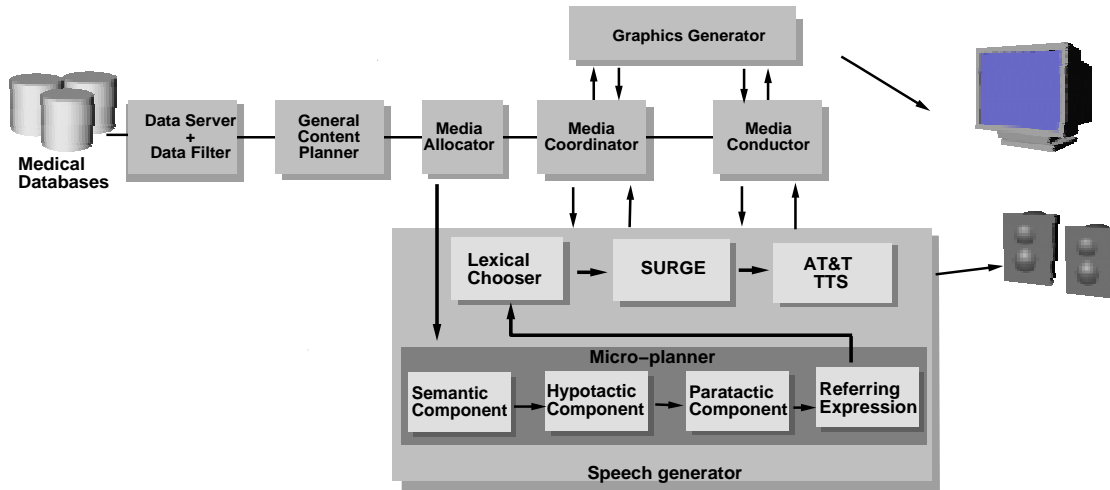 Graphics Generator
Data Server
+
Data Filter
General
Content
Planner
Media
Allocator
Media
Coordinator
Media
Conductor
Medical
Databases
Lexical
Chooser
SURGE
AT&T
TTS
Micro–planner
Semantic
Component
Hypotactic
Component
Paratactic
Component
Referring
Expression
Speech generator